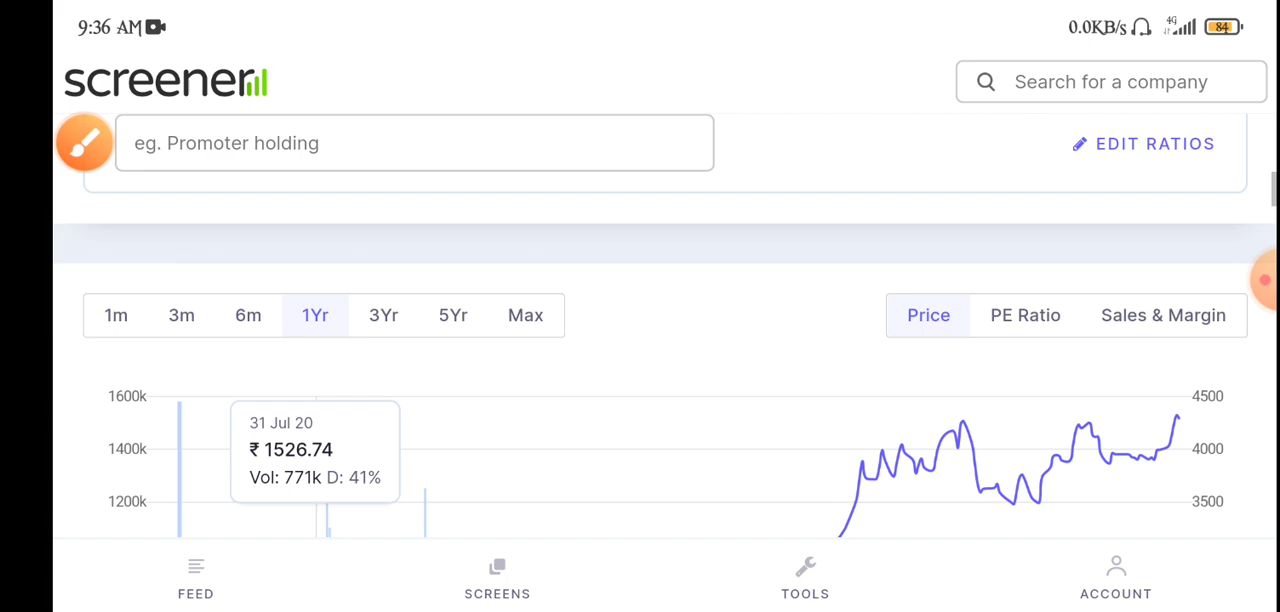 9:36 AM
0.0KB/s 4G 84
screener
Search for a company
eg. Promoter holding
EDIT RATIOS
1m 3m 6m 1Yr 3Yr 5Yr Max
Price PE Ratio Sales & Margin
1600k 4500
31 Jul 20
1400k ₹ 1526.74 4000
Vol: 771k D: 41%
1200k 3500
FEED SCREENS TOOLS ACCOUNT